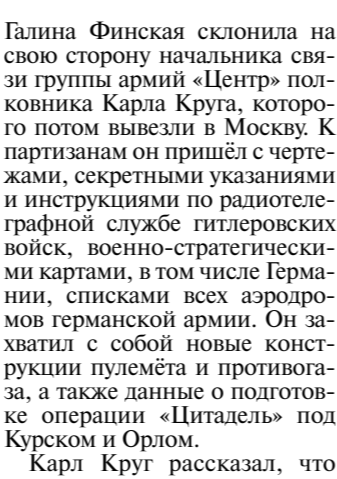 Галина Финская склонила на
свою сторону начальника свя-
зи группы армий «Центр» пол-
ковника Карла Круга, которо-
го потом вывезли в Москву. К
партизанам он пришёл с черте-
жами, секретными указаниями
и инструкциями по радиотеле-
графной службе гитлеровских
войск, военно-стратегически-
ми картами, в том числе Герма-
нии, списками всех аэродро-
мов германской армии. Он за-
хватил с собой новые конст-
рукции пулемёта и противога-
за, а также данные о подготов-
ке операции «Цитадель» под
Курском и Орлом.
Карл Круг рассказал, что